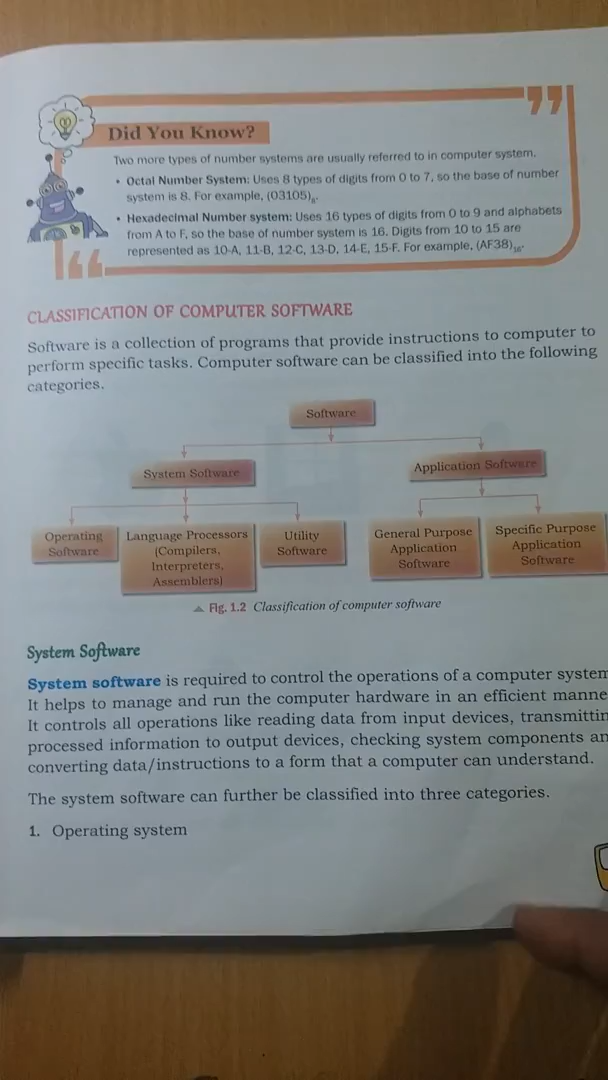 Did You Know?
Two more types of number systems are usually referred to in computer system.
• Octal Number System: Uses 8 types of digits from 0 to 7, so the base of number
system is 8. For example, (03105)₈.
• Hexadecimal Number system: Uses 16 types of digits from 0 to 9 and alphabets
from A to F, so the base of number system is 16. Digits from 10 to 15 are
represented as 10-A, 11-B, 12-C, 13-D, 14-E, 15-F. For example, (AF38)₁₆.
CLASSIFICATION OF COMPUTER SOFTWARE
Software is a collection of programs that provide instructions to computer to
perform specific tasks. Computer software can be classified into the following
categories.
Software
System Software
Application Software
Operating
Software
Language Processors
(Compilers,
Interpreters,
Assemblers)
Utility
Software
General Purpose
Application
Software
Specific Purpose
Application
Software
Fig. 1.2 Classification of computer software
System Software
System software is required to control the operations of a computer system
It helps to manage and run the computer hardware in an efficient manne
It controls all operations like reading data from input devices, transmittin
processed information to output devices, checking system components an
converting data/instructions to a form that a computer can understand.
The system software can further be classified into three categories.
1. Operating system